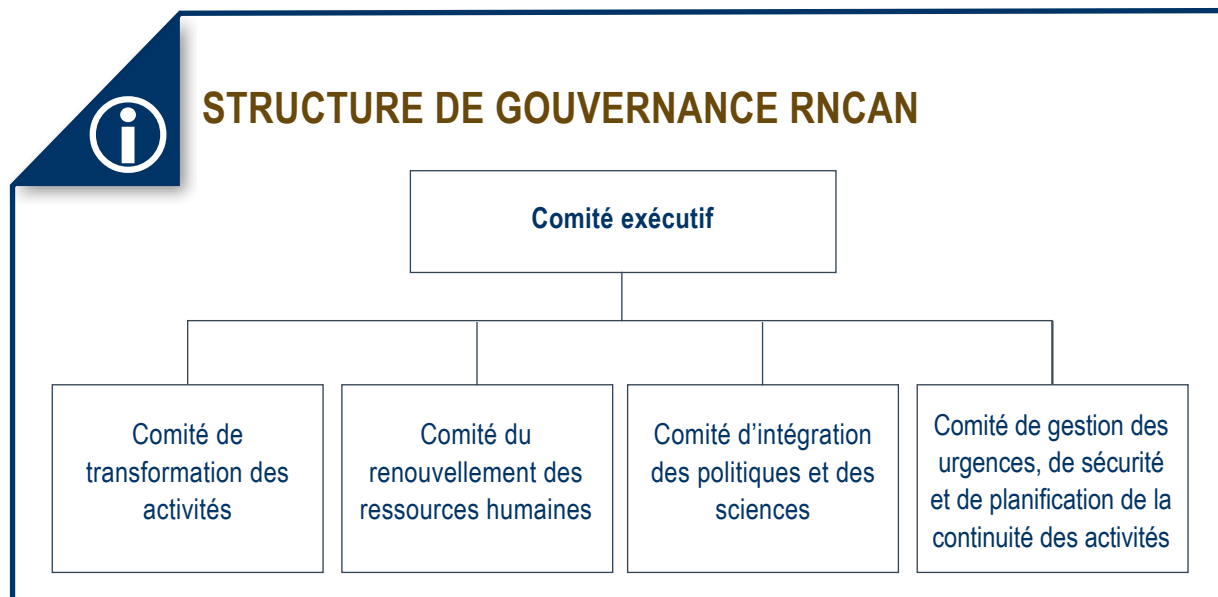 STRUCTURE DE GOUVERNANCE RNCAN
Comité exécutif
Comité de
transformation des
activités
Comité du
renouvellement des
ressources humaines
Comité d’intégration
des politiques et des
sciences
Comité de gestion des
urgences, de sécurité
et de planification de la
continuité des activités